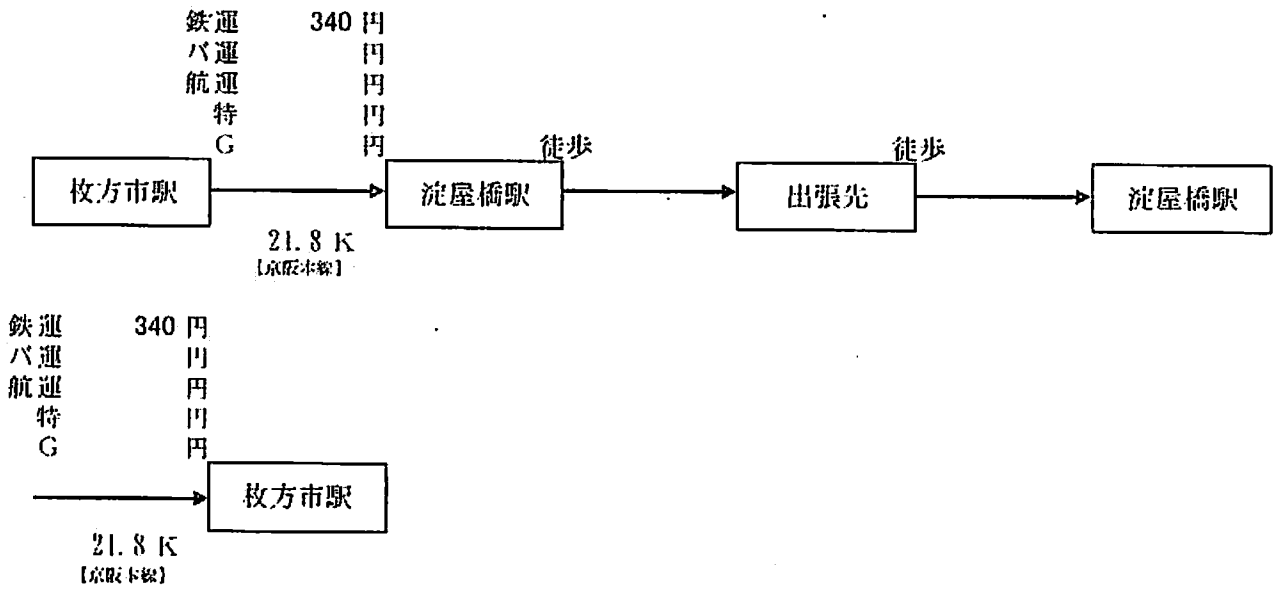 鉄運 340 円
バ運 円
航運 円
特 円
G 円
徒歩 徒歩
枚方市駅 淀屋橋駅 出張先 淀屋橋駅
21.8 K
【京阪本線】
鉄運 340 円
バ運 円
航運 円
特 円
G 円
枚方市駅
21.8 K
【京阪本線】